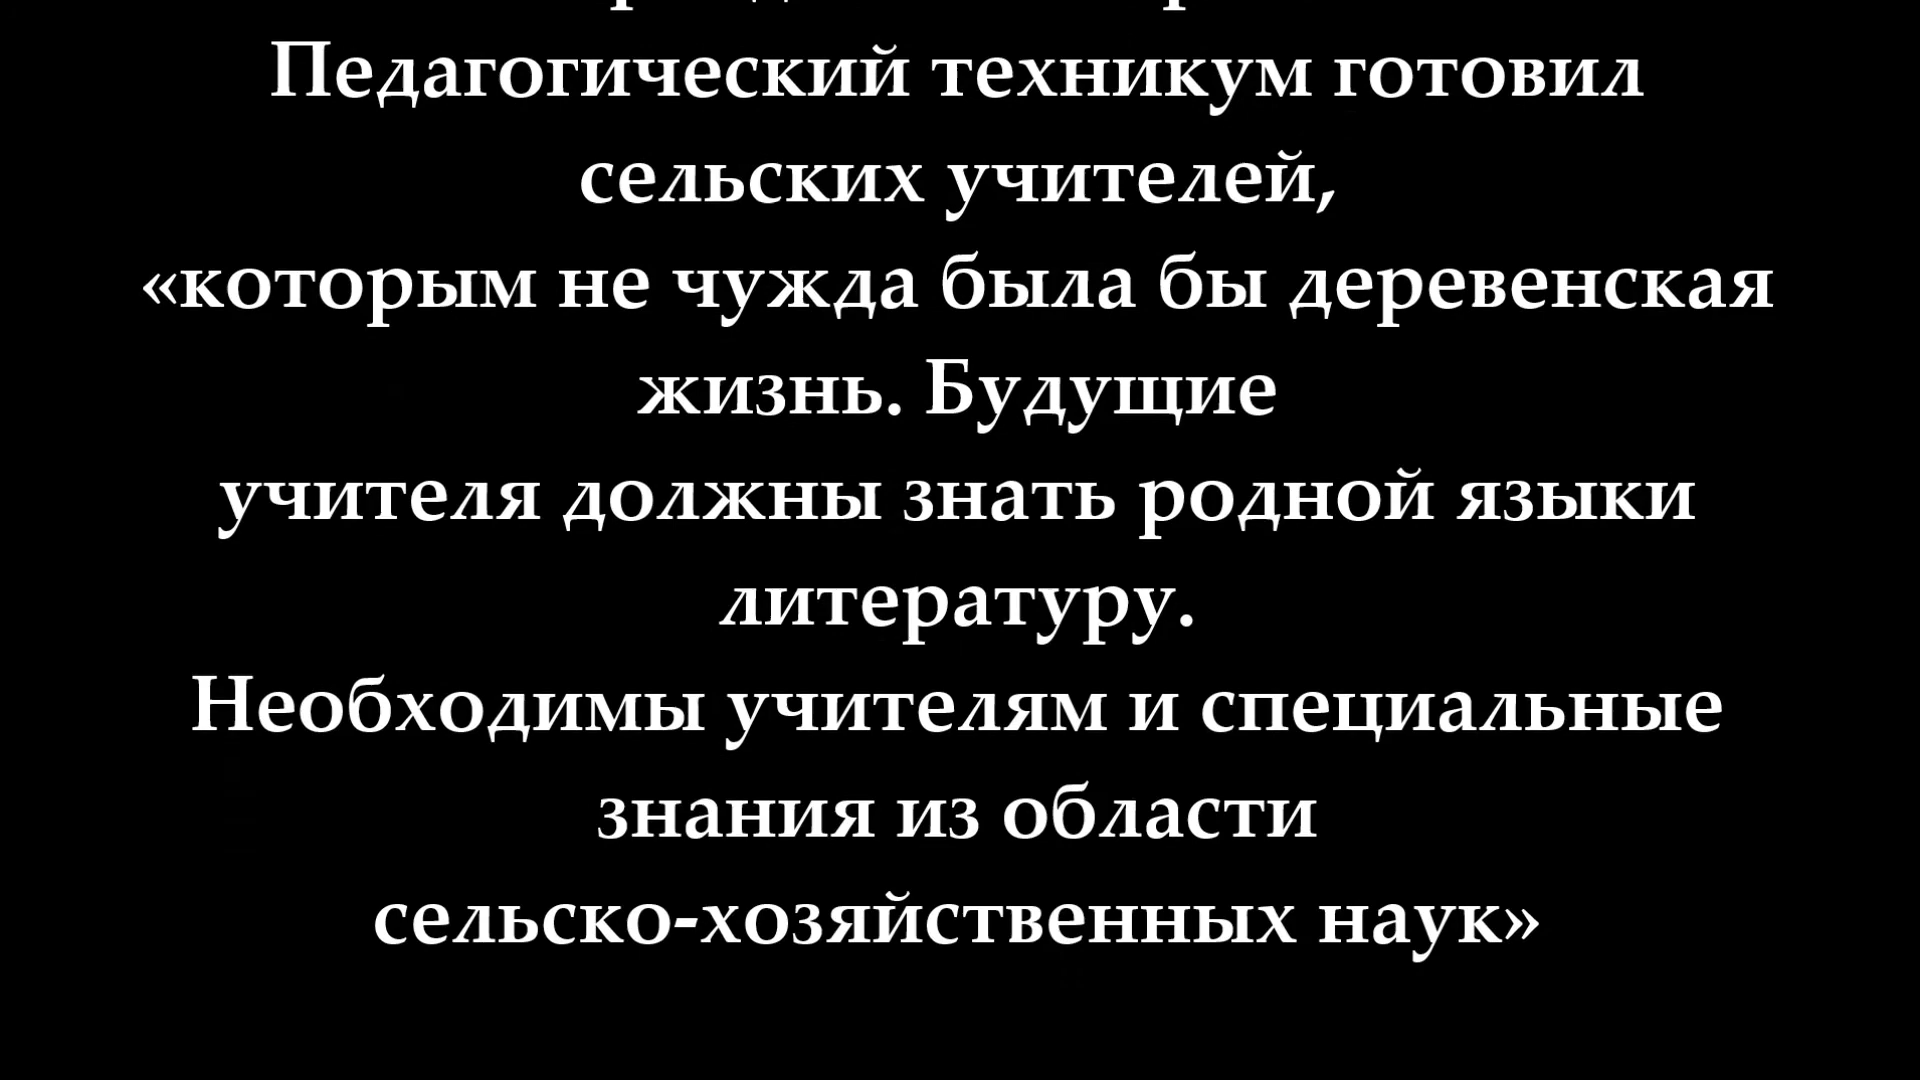 Педагогический техникум готовил
сельских учителей,
«которым не чужда была бы деревенская
жизнь. Будущие
учителя должны знать родной языки
литературу.
Необходимы учителям и специальные
знания из области
сельско-хозяйственных наук»